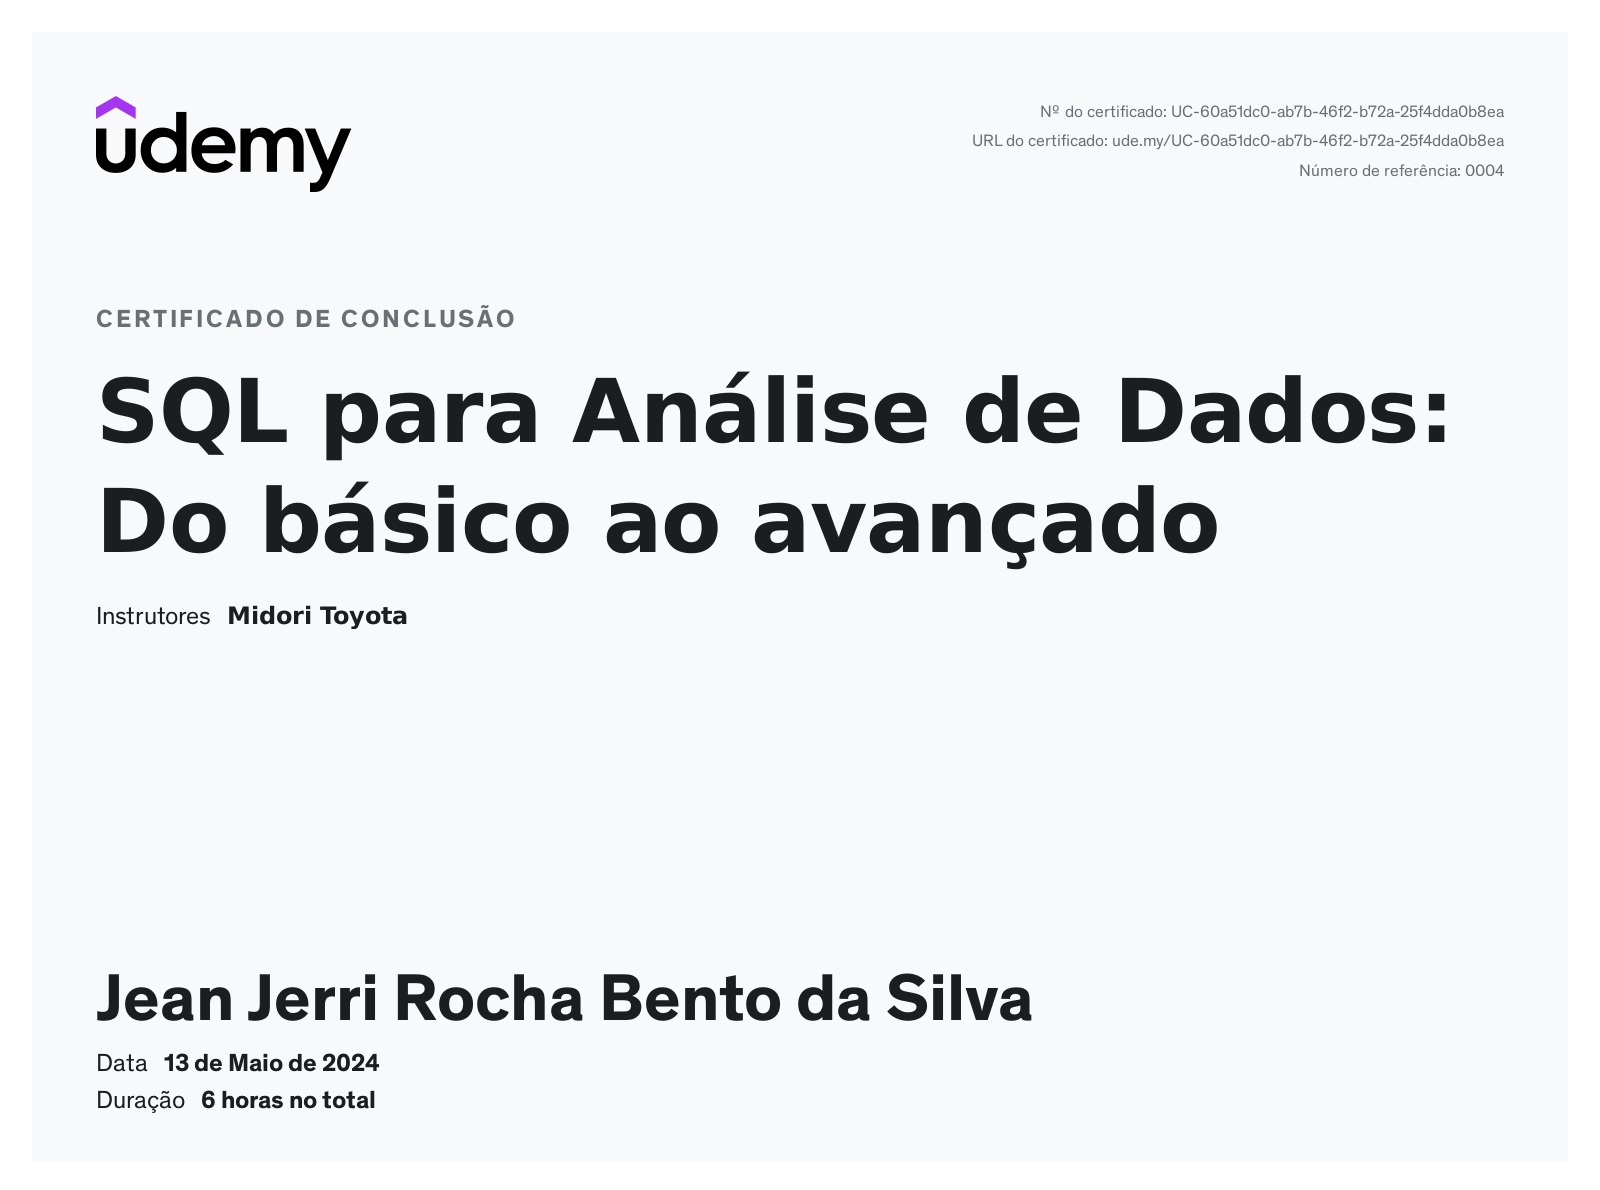 udemy
Nº do certificado: UC-60a51dc0-ab7b-46f2-b72a-25f4dda0b8ea
URL do certificado: ude.my/UC-60a51dc0-ab7b-46f2-b72a-25f4dda0b8ea
Número de referência: 0004
CERTIFICADO DE CONCLUSÃO
SQL para Análise de Dados:
Do básico ao avançado
Instrutores Midori Toyota
Jean Jerri Rocha Bento da Silva
Data 13 de Maio de 2024
Duração 6 horas no total